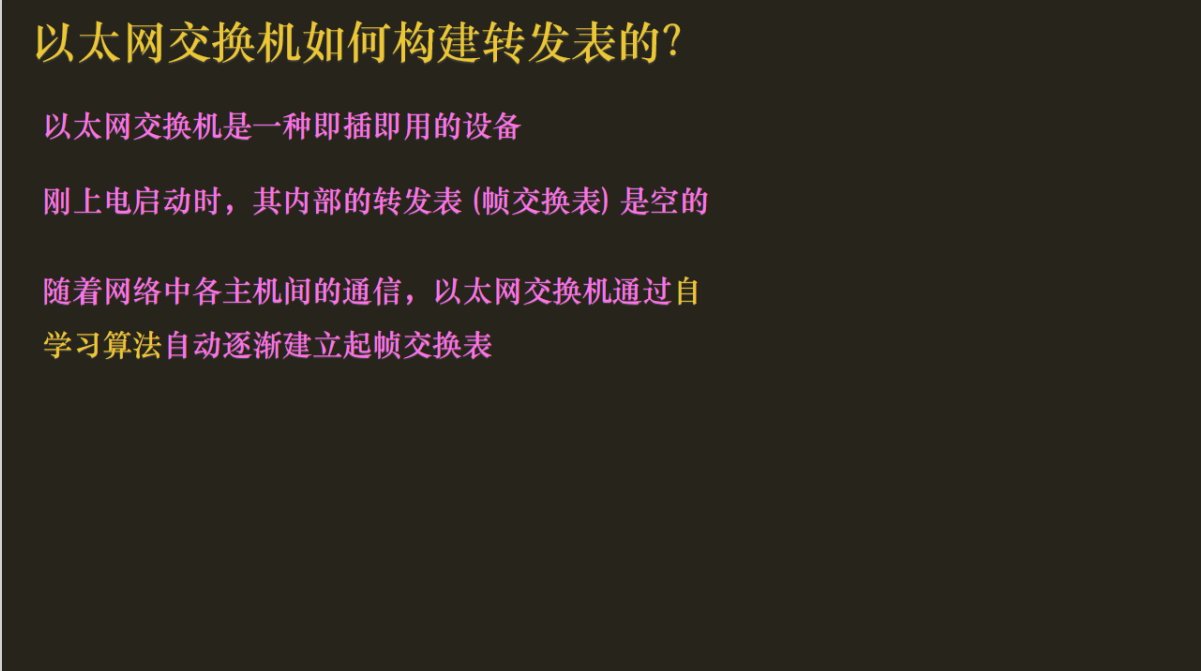 以太网交换机如何构建转发表的?
以太网交换机是一种即插即用的设备
刚上电启动时，其内部的转发表 (帧交换表) 是空的
随着网络中各主机间的通信，以太网交换机通过自
学习算法自动逐渐建立起帧交换表